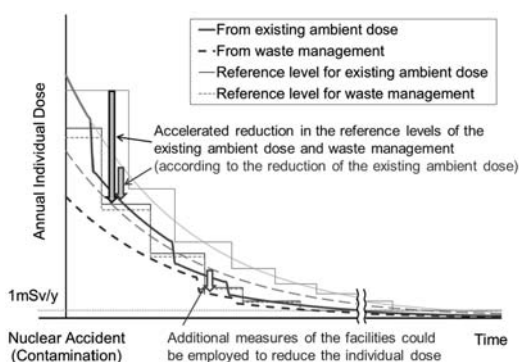 From existing ambient dose
From waste management
Reference level for existing ambient dose
Reference level for waste management
Annual Individual Dose
Accelerated reduction in the reference levels of the
existing ambient dose and waste management
(according to the reduction of the existing ambient dose)
1mSv/y
Nuclear Accident
(Contamination)
Additional measures of the facilities could
be employed to reduce the individual dose
Time